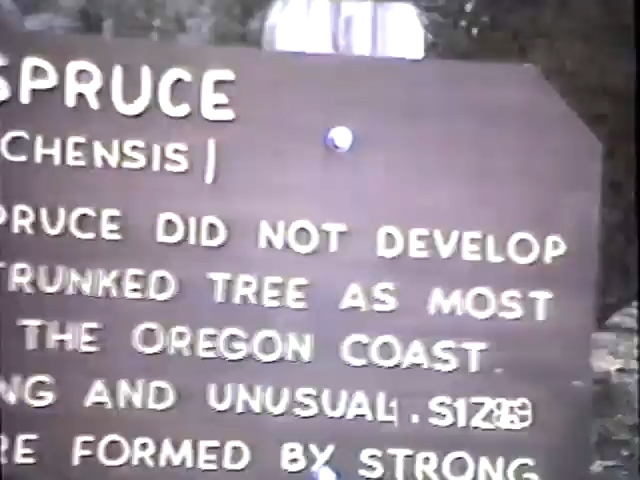 SPRUCE
CHENSIS)
PRUCE DID NOT DEVELOP
TRUNKED TREE AS MOST
THE OREGON COAST.
NG AND UNUSUAL. SIZE
RE FORMED BY STRONG